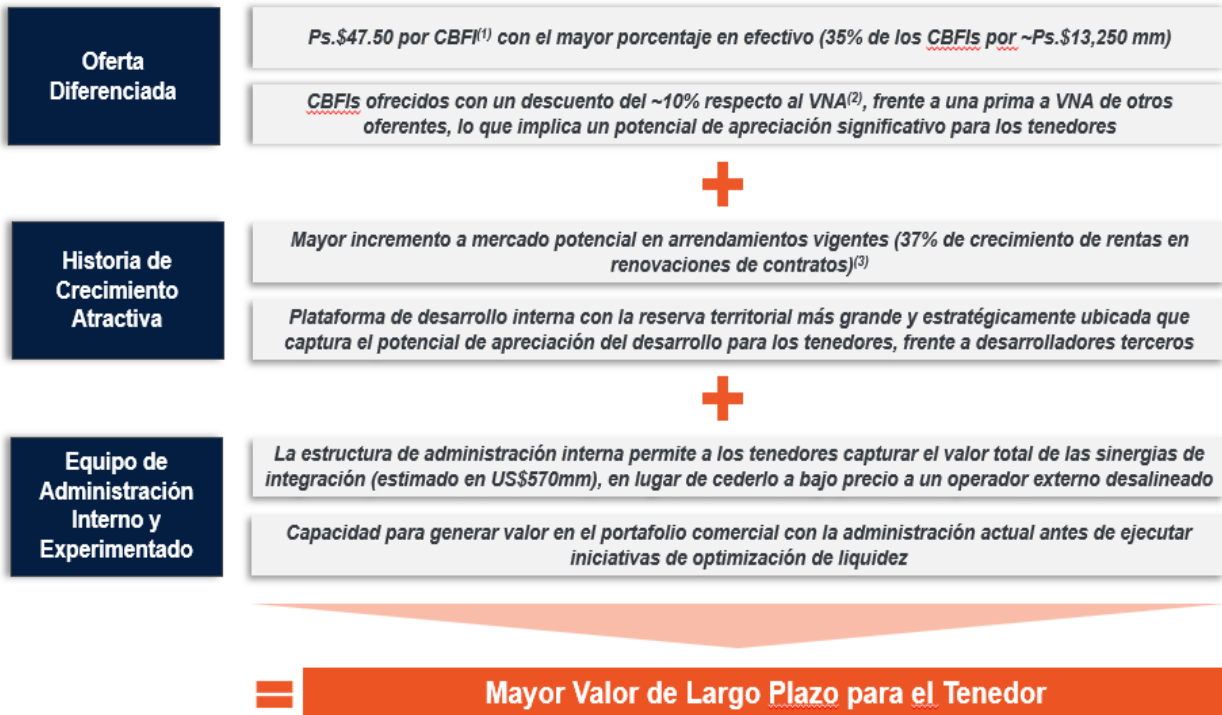 Oferta
Diferenciada
Ps.$47.50 por CBFI(1) con el mayor porcentaje en efectivo (35% de los CBFIs por ~Ps.$13,250 mm)
CBFIs ofrecidos con un descuento del ~10% respecto al VNA(2), frente a una prima a VNA de otros
oferentes, lo que implica un potencial de apreciación significativo para los tenedores
+
Historia de
Crecimiento
Atractiva
Mayor incremento a mercado potencial en arrendamientos vigentes (37% de crecimiento de rentas en
renovaciones de contratos)(3)
Plataforma de desarrollo interna con la reserva territorial más grande y estratégicamente ubicada que
captura el potencial de apreciación del desarrollo para los tenedores, frente a desarrolladores terceros
+
Equipo de
Administración
Interno y
Experimentado
La estructura de administración interna permite a los tenedores capturar el valor total de las sinergias de
integración (estimado en US$570mm), en lugar de cederlo a bajo precio a un operador externo desalineado
Capacidad para generar valor en el portafolio comercial con la administración actual antes de ejecutar
iniciativas de optimización de liquidez
= Mayor Valor de Largo Plazo para el Tenedor